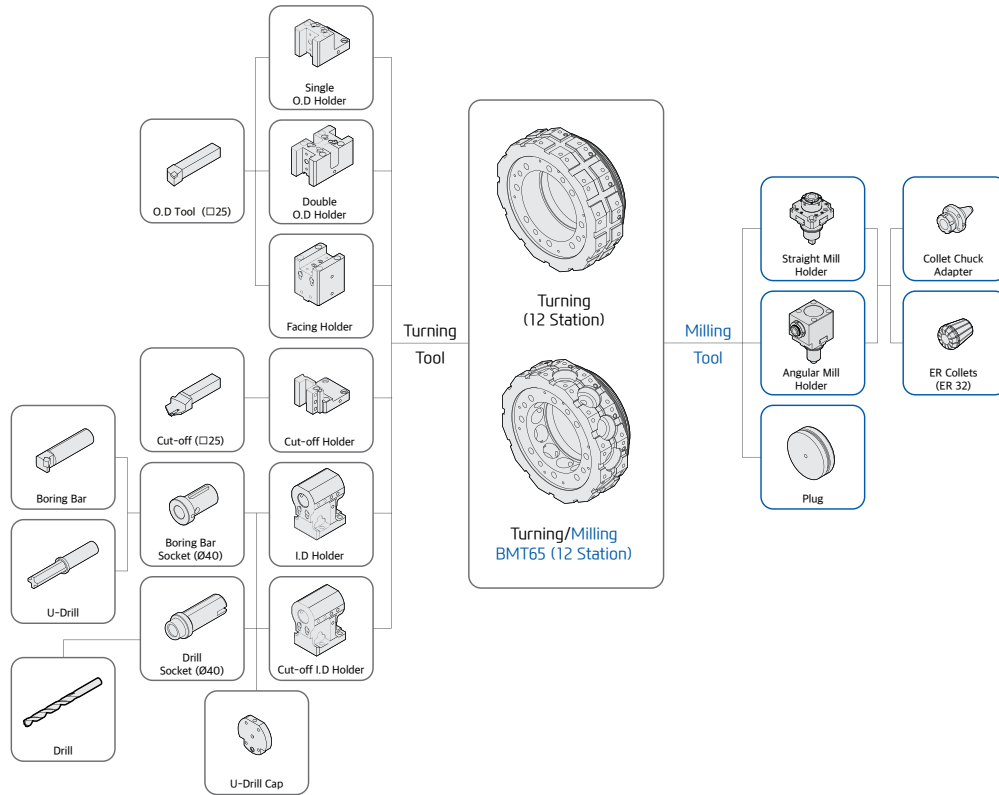 Single
O.D Holder
O.D Tool (□25)
Double
O.D Holder
Facing Holder
Cut-off (□25)
Cut-off Holder
Boring Bar
Boring Bar
Socket (Ø40)
I.D Holder
U-Drill
Drill
Socket (Ø40)
Cut-off I.D Holder
Drill
U-Drill Cap
Turning
Tool
Turning
(12 Station)
Turning/Milling
BMT65 (12 Station)
Milling
Tool
Straight Mill
Holder
Collet Chuck
Adapter
Angular Mill
Holder
ER Collets
(ER 32)
Plug